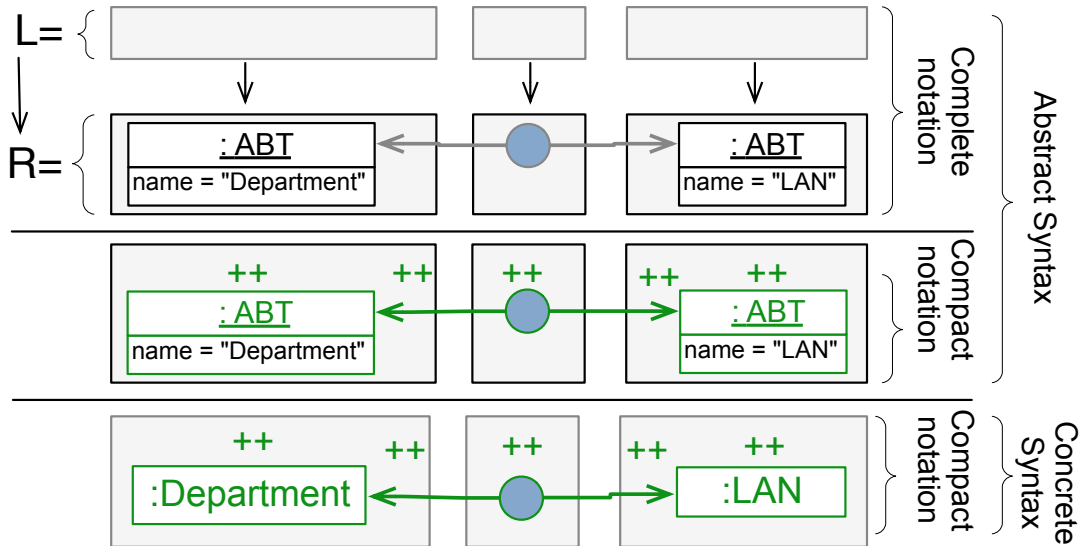 L=
R=
: ABT
name = "Department"
: ABT
name = "LAN"
Complete
notation
++ ++ ++ ++ ++
: ABT
name = "Department"
: ABT
name = "LAN"
Compact
notation
Abstract Syntax
++ ++ ++ ++ ++
:Department
:LAN
Compact
notation
Concrete
Syntax